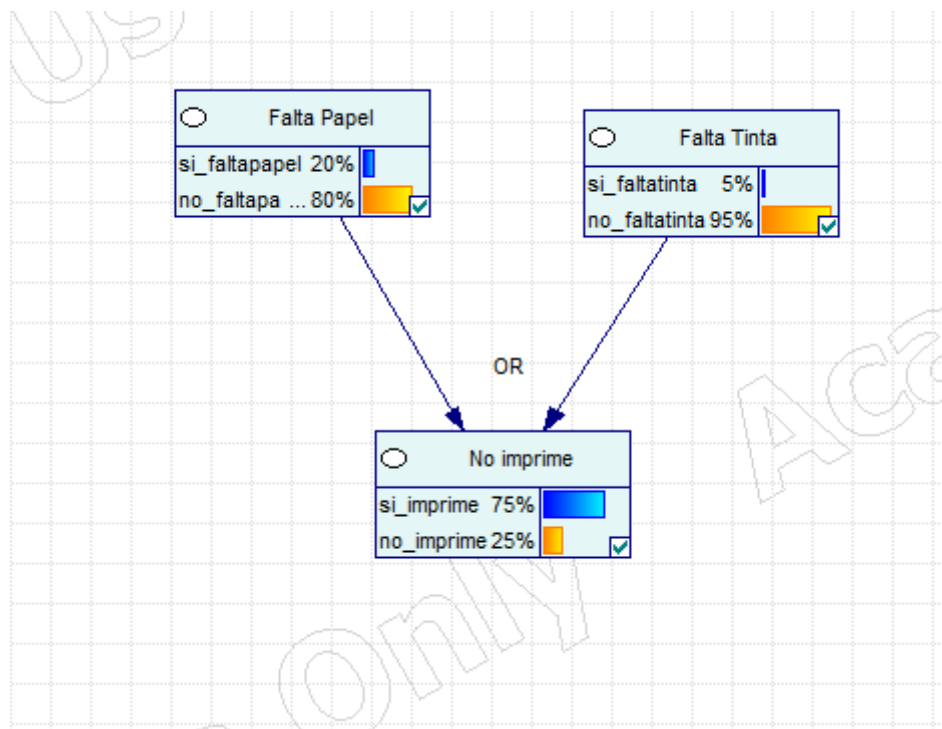 Falta Papel
si_faltapapel 20%
no_faltapa ... 80%
Falta Tinta
si_faltatinta 5%
no_faltatinta 95%
OR
No imprime
si_imprime 75%
no_imprime 25%
Only